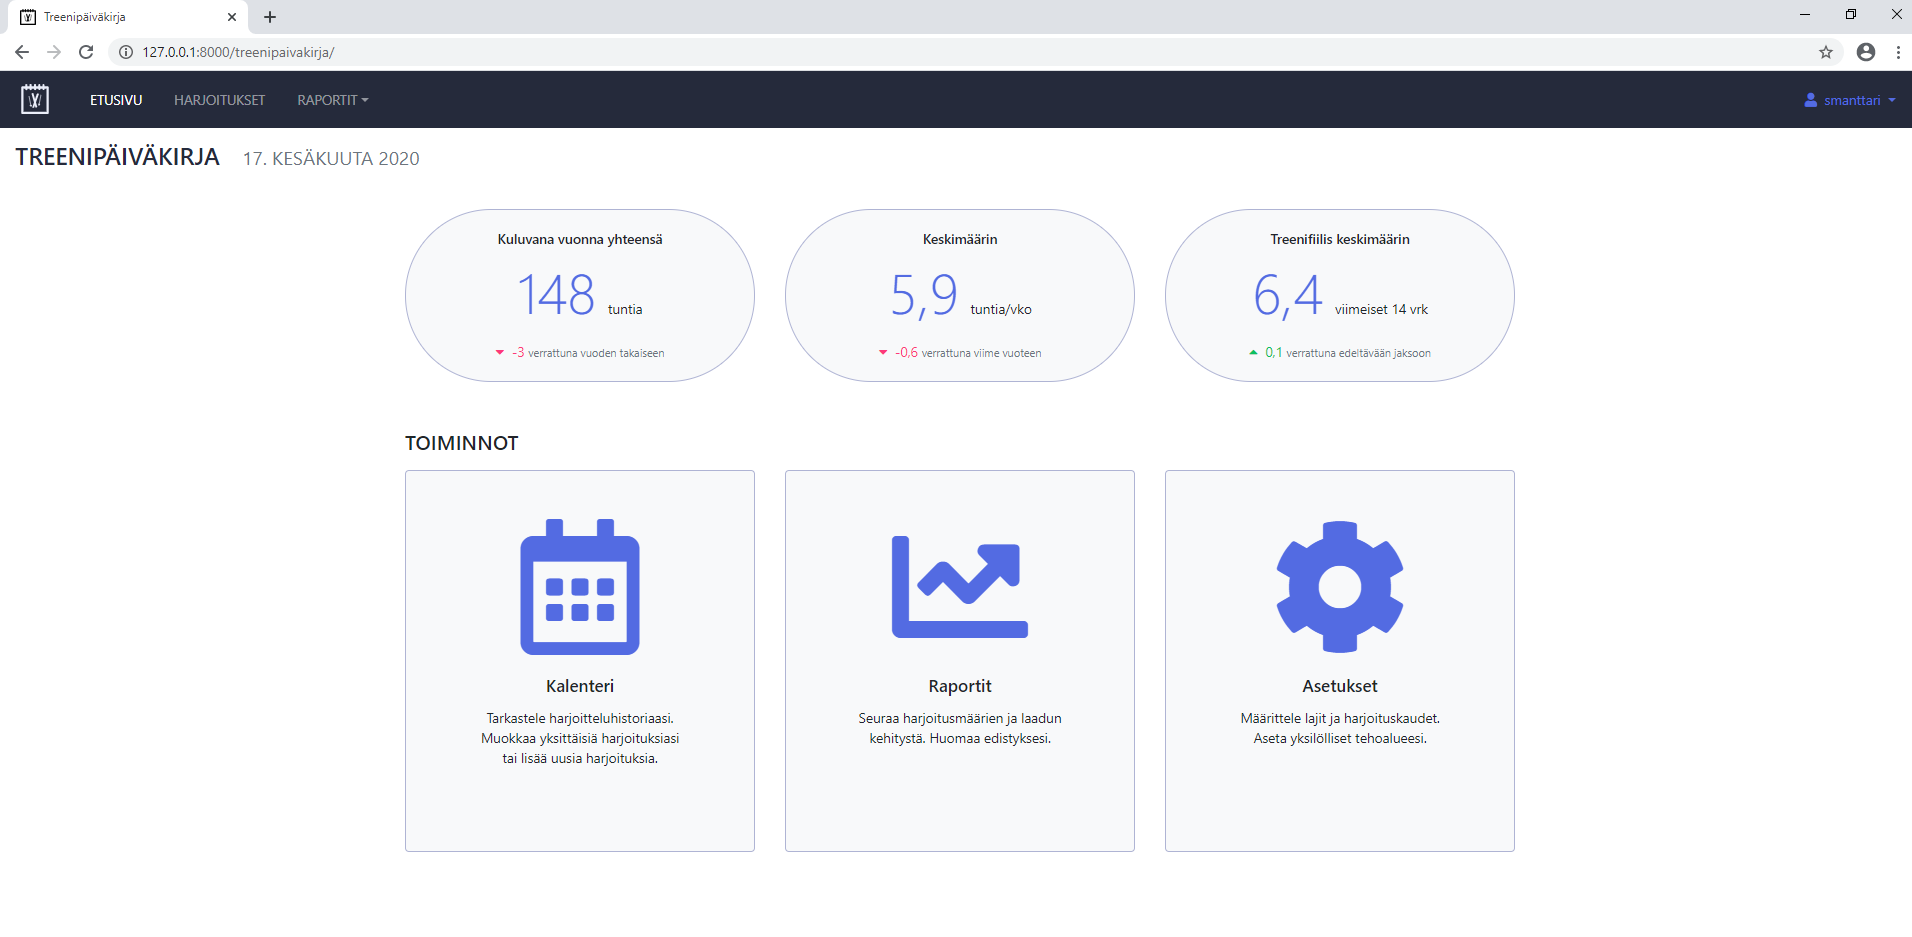 Treenipäiväkirja
127.0.0.1:8000/treenipaivakirja/
ETUSIVU HARJOITUKSET RAPORTIT smanttari
TREENIPÄIVÄKIRJA 17. KESÄKUUTA 2020
Kuluvana vuonna yhteensä
148 tuntia
-3 verrattuna vuoden takaiseen
Keskimäärin
5,9 tuntia/vko
-0,6 verrattuna viime vuoteen
Treenifiilis keskimäärin
6,4 viimeiset 14 vrk
0,1 verrattuna edeltävään jaksoon
TOIMINNOT
Kalenteri
Tarkastele harjoitteluhistoriaasi.
Muokkaa yksittäisiä harjoituksiasi
tai lisää uusia harjoituksia.
Raportit
Seuraa harjoitusmäärien ja laadun
kehitystä. Huomaa edistyksesi.
Asetukset
Määrittele lajit ja harjoituskaudet.
Aseta yksilölliset tehoalueesi.